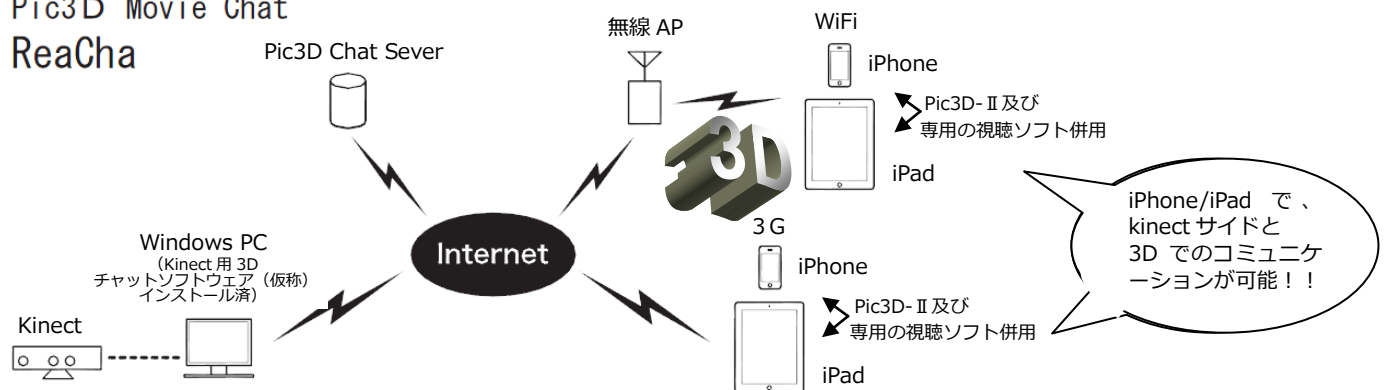 Pic3D Movie Chat
ReaCha
Pic3D Chat Sever
無線 AP
WiFi
iPhone
Pic3D-Ⅱ及び
専用の視聴ソフト併用
iPad
3D
iPhone/iPad で、
kinect サイドと
3D でのコミュニケ
ーションが可能！！
Internet
Windows PC
（Kinect 用 3D
チャットソフトウェア（仮称）
インストール済）
Kinect
3G
iPhone
Pic3D-Ⅱ及び
専用の視聴ソフト併用
iPad